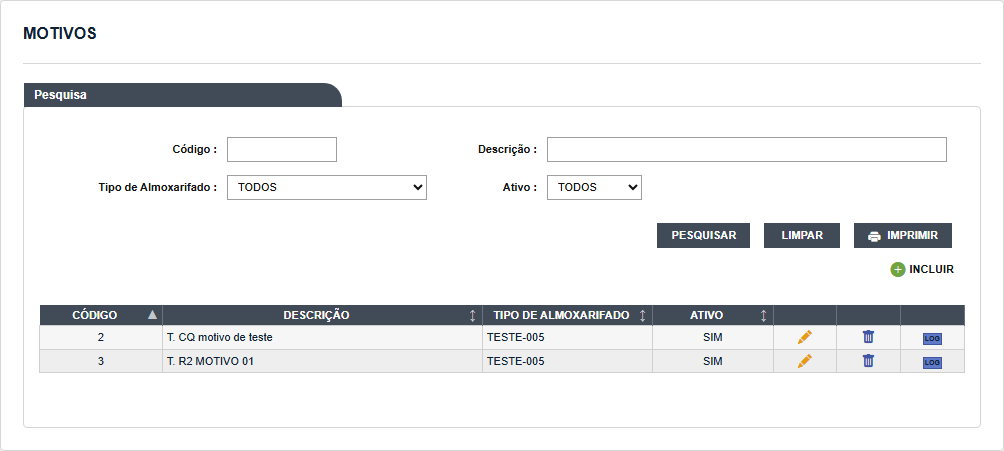 MOTIVOS
Pesquisa
Código :
Descrição :
Tipo de Almoxarifado : TODOS
Ativo : TODOS
PESQUISAR LIMPAR IMPRIMIR
INCLUIR
CÓDIGO DESCRIÇÃO TIPO DE ALMOXARIFADO ATIVO
2 T. CQ motivo de teste TESTE-005 SIM LOG
3 T. R2 MOTIVO 01 TESTE-005 SIM LOG